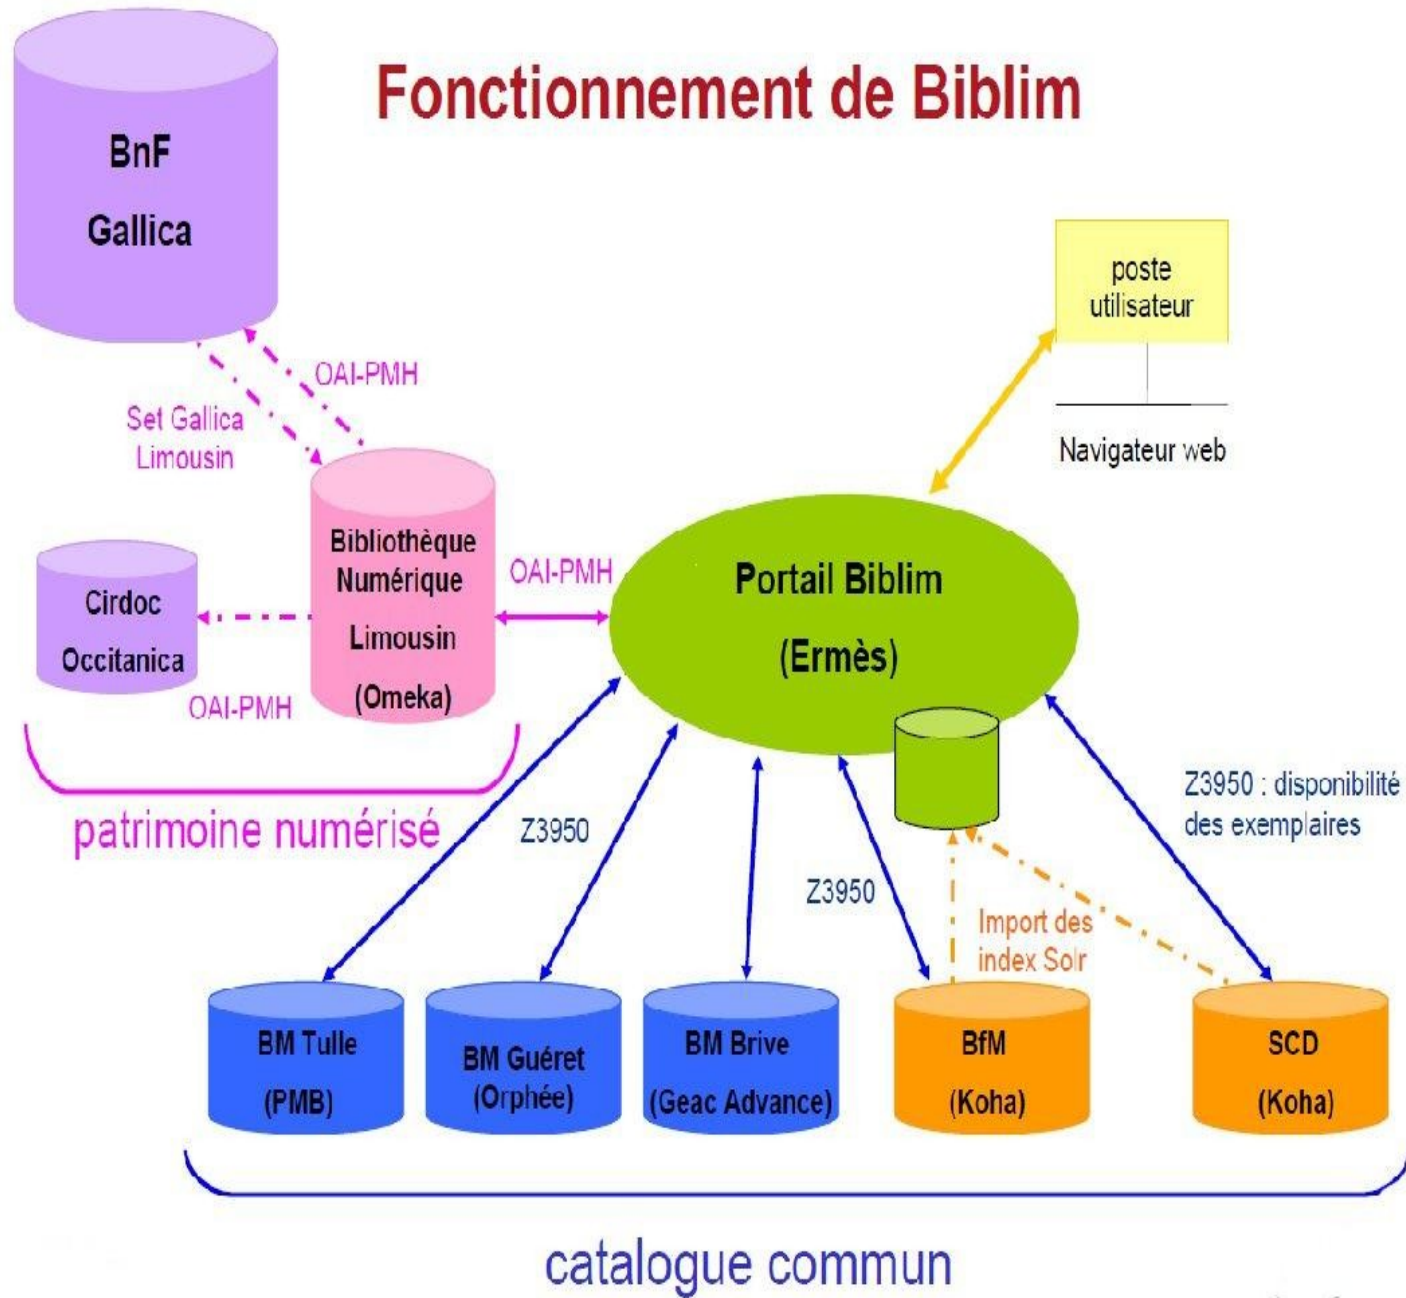 Fonctionnement de Biblim
BnF
Gallica
poste
utilisateur
Navigateur web
OAI-PMH
Set Gallica
Limousin
Bibliothèque
Numérique
Limousin
(Omeka)
OAI-PMH
Portail Biblim
(Ermès)
Cirdoc
Occitanica
OAI-PMH
patrimoine numérisé
Z3950
Z3950
Z3950 : disponibilité
des exemplaires
Import des
index Solr
BM Tulle
(PMB)
BM Guéret
(Orphée)
BM Brive
(Geac Advance)
BfM
(Koha)
SCD
(Koha)
catalogue commun